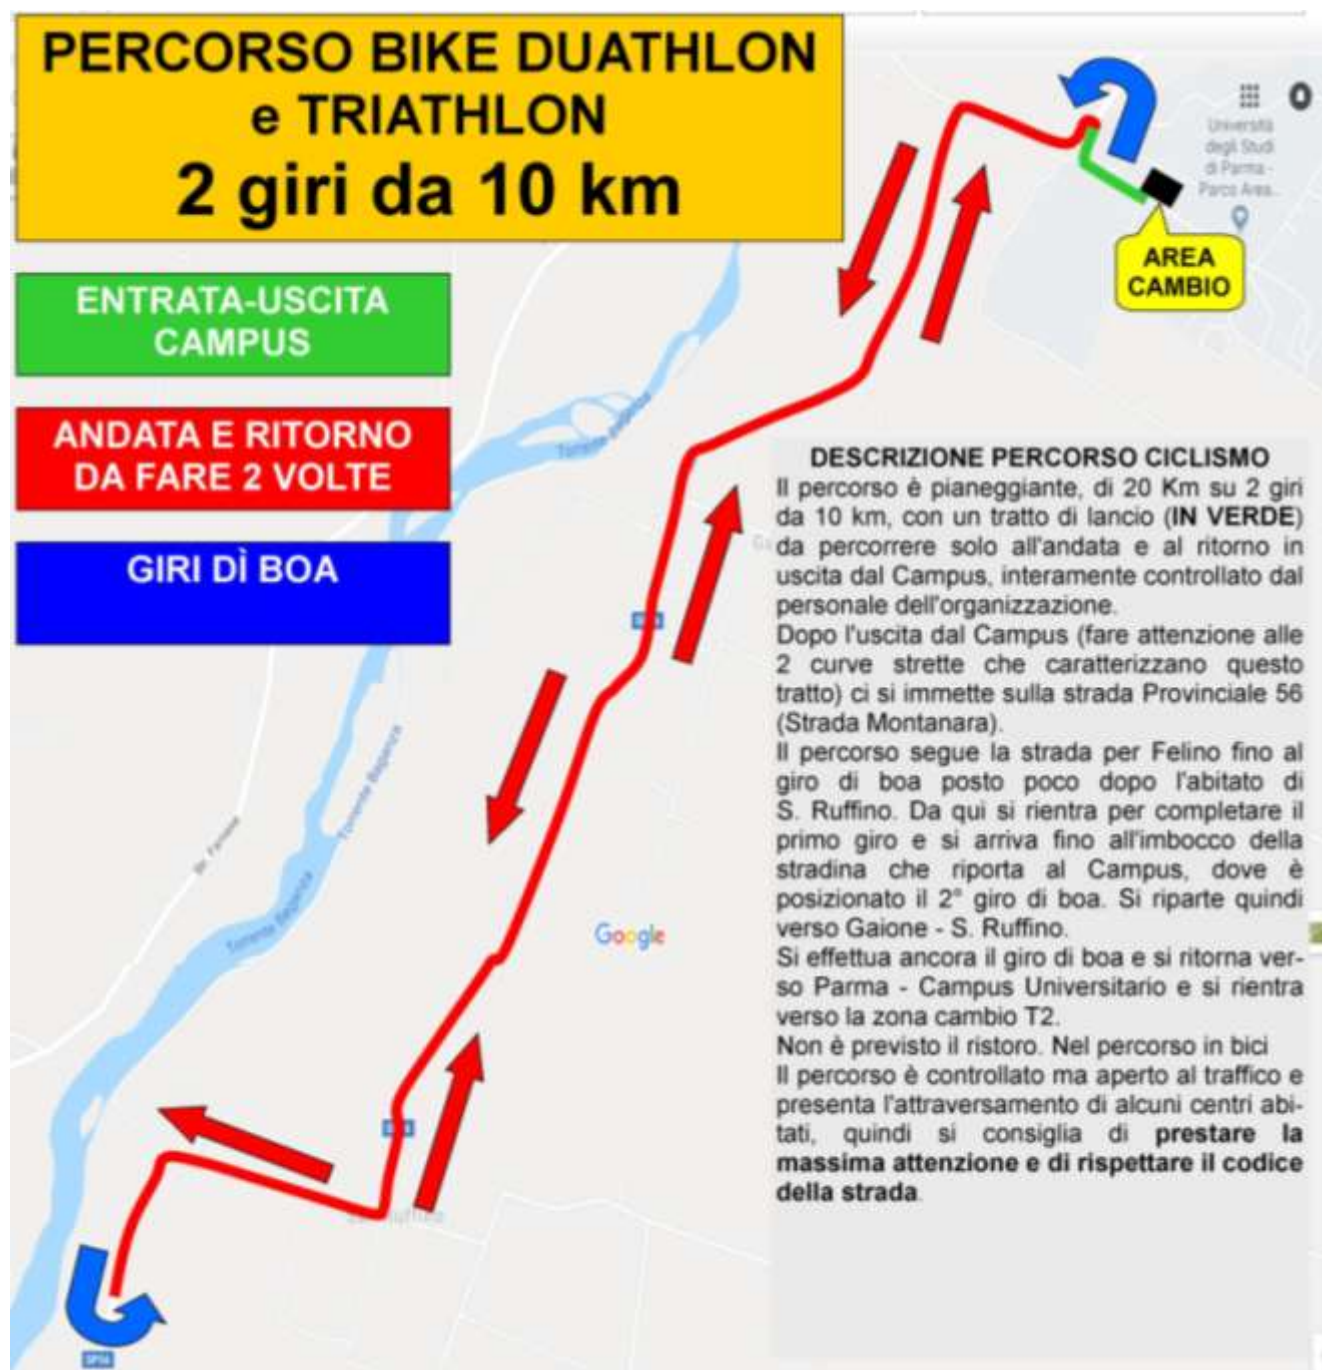 PERCORSO BIKE DUATHLON
e TRIATHLON
2 giri da 10 km
ENTRATA-USCITA
CAMPUS
ANDATA E RITORNO
DA FARE 2 VOLTE
GIRI DÌ BOA
Università
degli Studi
di Parma -
Parco Area...
AREA
CAMBIO
Torrente Baganza
Torrente Baganza
Torrente Baganza
Google
SP56
DESCRIZIONE PERCORSO CICLISMO
Il percorso è pianeggiante, di 20 Km su 2 giri
da 10 km, con un tratto di lancio (IN VERDE)
da percorrere solo all'andata e al ritorno in
uscita dal Campus, interamente controllato dal
personale dell'organizzazione.
Dopo l'uscita dal Campus (fare attenzione alle
2 curve strette che caratterizzano questo
tratto) ci si immette sulla strada Provinciale 56
(Strada Montanara).
Il percorso segue la strada per Felino fino al
giro di boa posto poco dopo l'abitato di
S. Ruffino. Da qui si rientra per completare il
primo giro e si arriva fino all'imbocco della
stradina che riporta al Campus, dove è
posizionato il 2° giro di boa. Si riparte quindi
verso Gaione - S. Ruffino.
Si effettua ancora il giro di boa e si ritorna ver-
so Parma - Campus Universitario e si rientra
verso la zona cambio T2.
Non è previsto il ristoro. Nel percorso in bici
Il percorso è controllato ma aperto al traffico e
presenta l'attraversamento di alcuni centri abi-
tati, quindi si consiglia di prestare la
massima attenzione e di rispettare il codice
della strada.